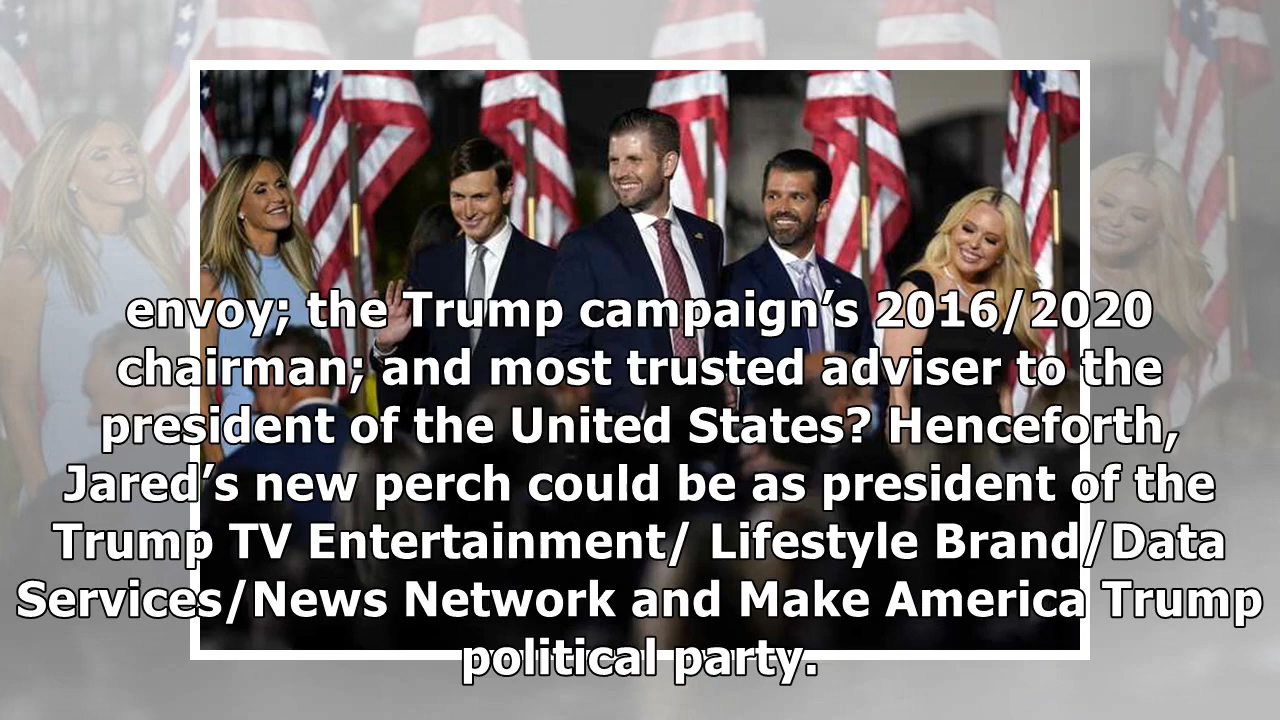 envoy; the Trump campaign’s 2016/2020
chairman; and most trusted adviser to the
president of the United States? Henceforth,
Jared’s new perch could be as president of the
Trump TV Entertainment/ Lifestyle Brand/Data
Services/News Network and Make America Trump
political party.